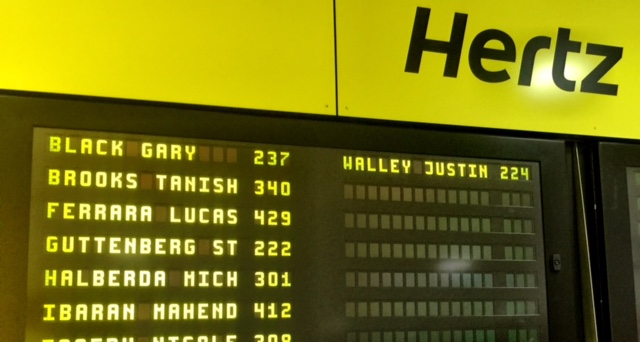 Hertz
BLACK GARY 237
BROOKS TANISH 340
FERRARA LUCAS 429
GUTTENBERG ST 222
HALBERDA MICH 301
IBARAN MAHEND 412
WALLEY JUSTIN 224